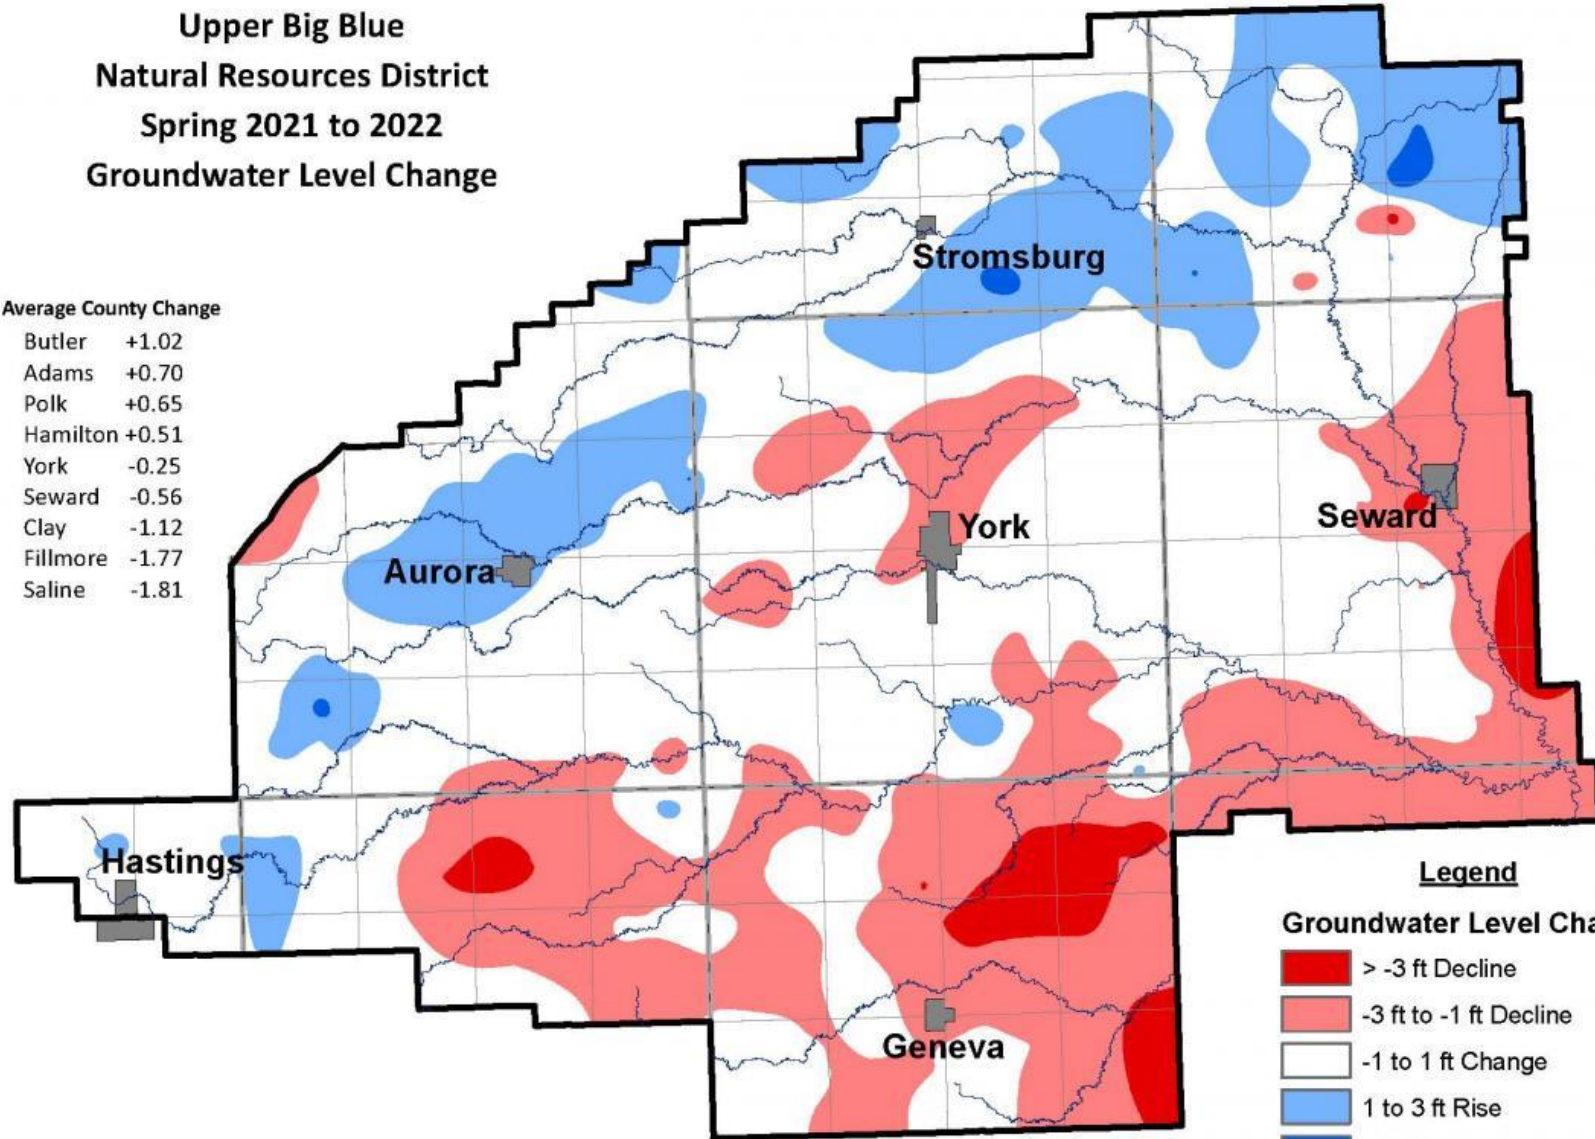 Upper Big Blue
Natural Resources District
Spring 2021 to 2022
Groundwater Level Change
Average County Change
Butler +1.02
Adams +0.70
Polk +0.65
Hamilton +0.51
York -0.25
Seward -0.56
Clay -1.12
Fillmore -1.77
Saline -1.81
Stromsburg
York
Seward
Aurora
Hastings
Geneva
Legend
Groundwater Level Cha
> -3 ft Decline
-3 ft to -1 ft Decline
-1 to 1 ft Change
1 to 3 ft Rise